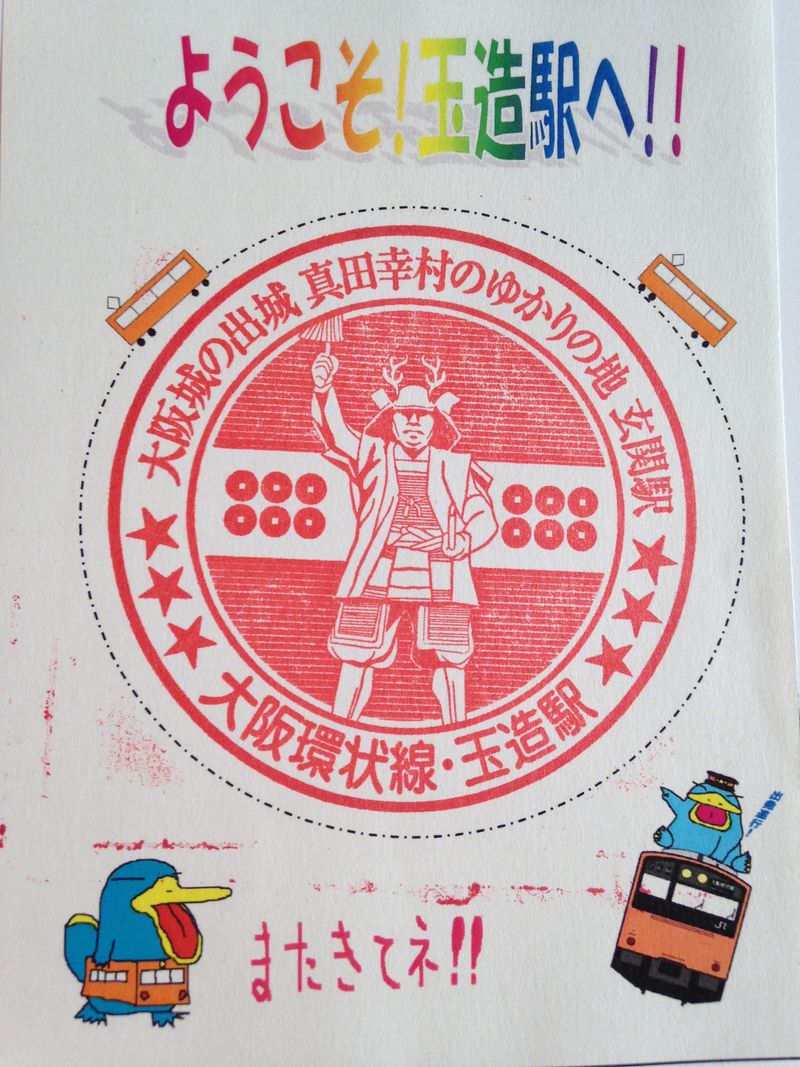 ようこそ!玉造駅へ!!
大阪城の出城 真田幸村のゆかりの地 玄関駅
大阪環状線・玉造駅
JR
またきてネ!!